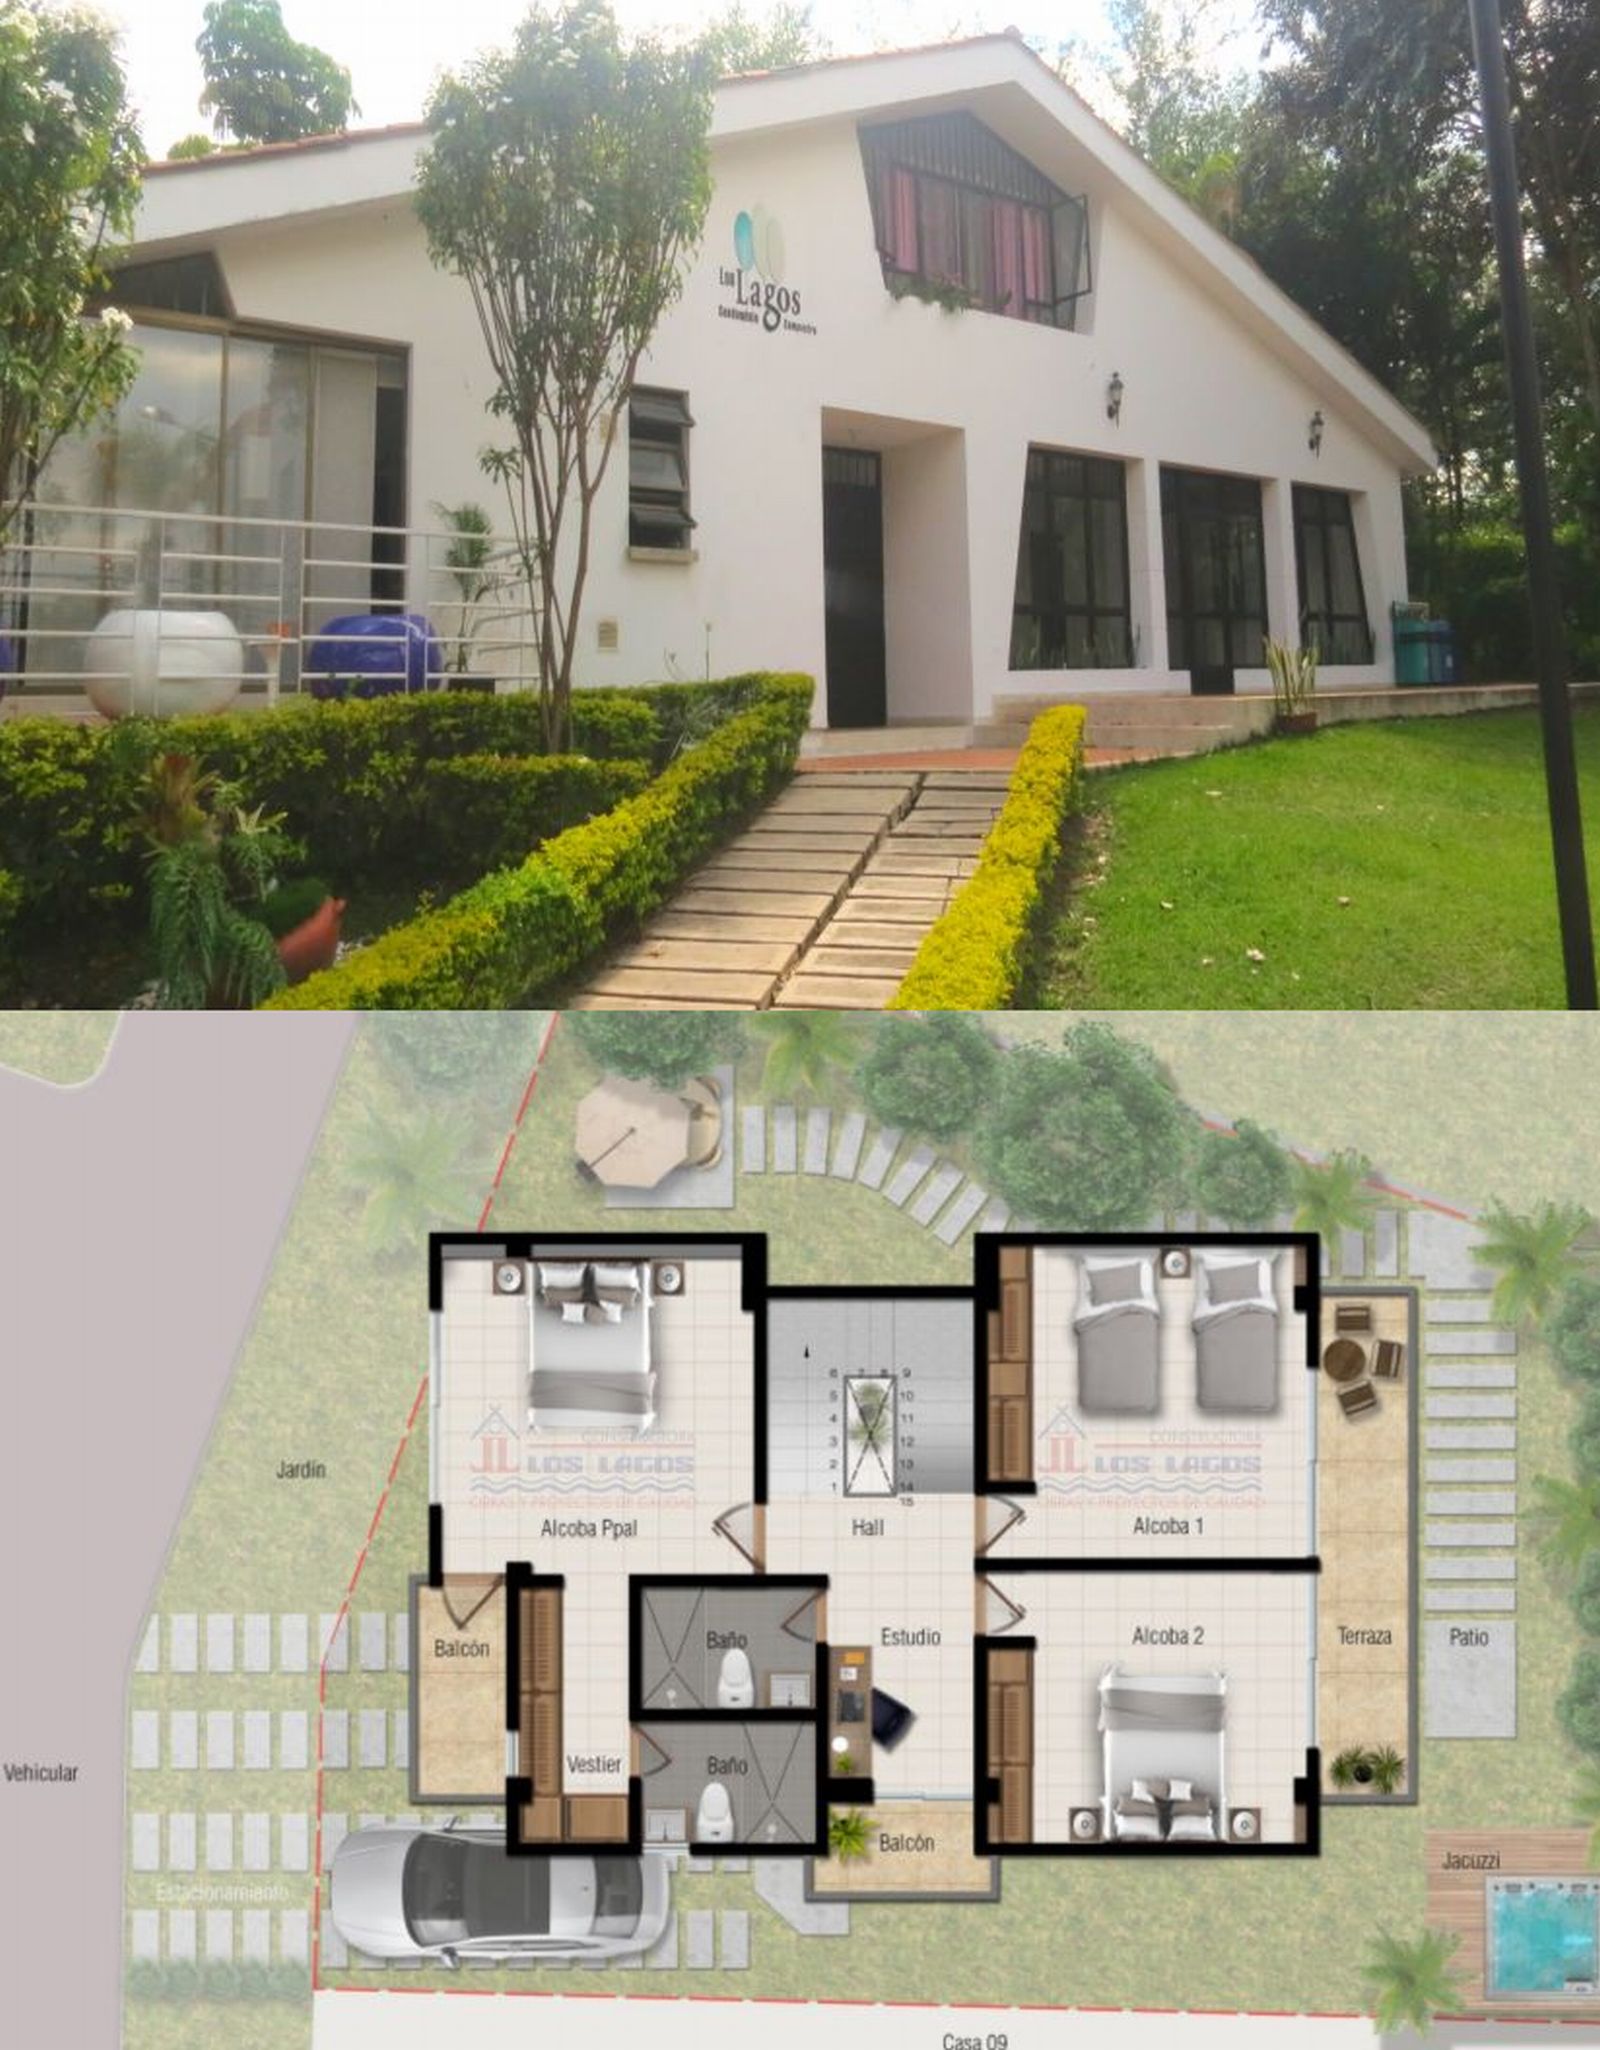 Los
Lagos
Condominio Campestre
6 7 8 9
5 10
4 11
3 12
2 13
1 14
15
CONSTRUCTORA
LOS LAGOS
OBRAS Y PROYECTOS DE CALIDAD
CONSTRUCTORA
LOS LAGOS
OBRAS Y PROYECTOS DE CALIDAD
Jardín
Alcoba Ppal
Hall
Alcoba 1
Balcón
Baño
Estudio
Alcoba 2
Terraza
Patio
Vehicular
Vestier
Baño
Balcón
Jacuzzi
Estacionamiento
Casa 09